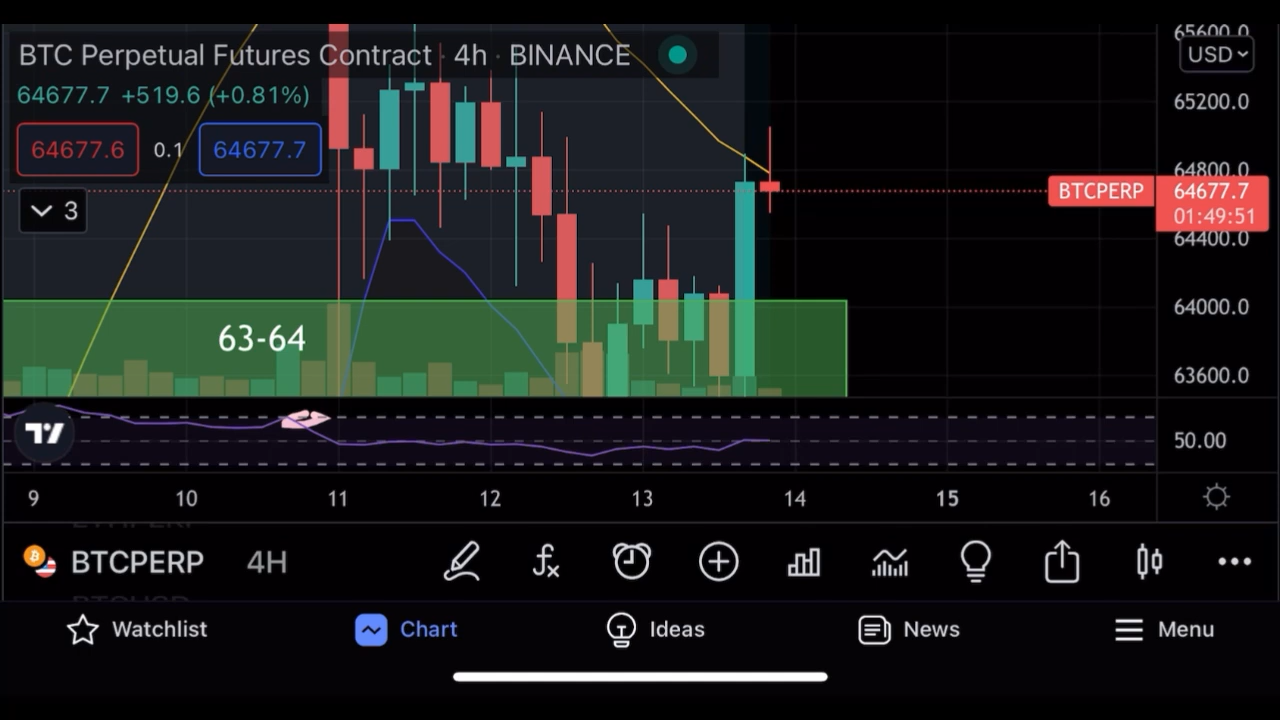 BTC Perpetual Futures Contract · 4h · BINANCE
65600.0
USD
64677.7 +519.6 (+0.81%)
65200.0
64677.6 0.1 64677.7
64800.0
BTCPERP 64677.7
01:49:51
3
64400.0
64000.0
63-64
63600.0
50.00
9 10 11 12 13 14 15 16
BTCPERP 4H
Watchlist Chart Ideas News Menu